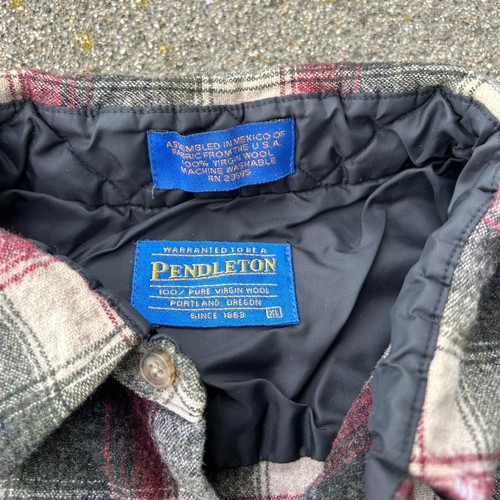 ASSEMBLED IN MEXICO OF
FABRIC FROM THE U.S.A.
100% VIRGIN WOOL
MACHINE WASHABLE
RN 29685
WARRANTED TO BE A
PENDLETON
100% PURE VIRGIN WOOL
PORTLAND, OREGON
SINCE 1863 XL